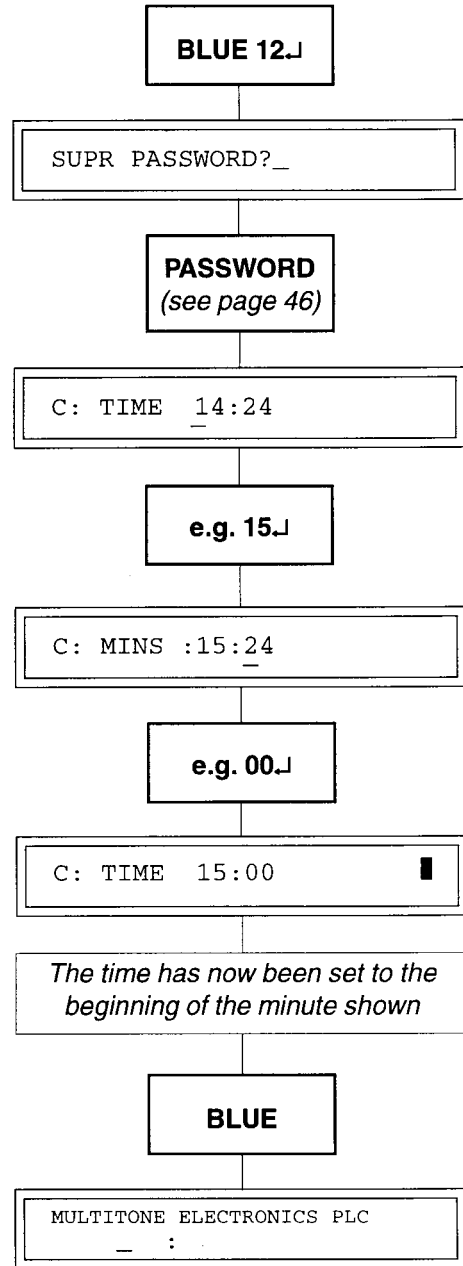 BLUE 12↵
SUPR PASSWORD?_
PASSWORD
(see page 46)
C: TIME 14:24
e.g. 15↵
C: MINS :15:24
e.g. 00↵
C: TIME 15:00
The time has now been set to the
beginning of the minute shown
BLUE
MULTITONE ELECTRONICS PLC
_ :